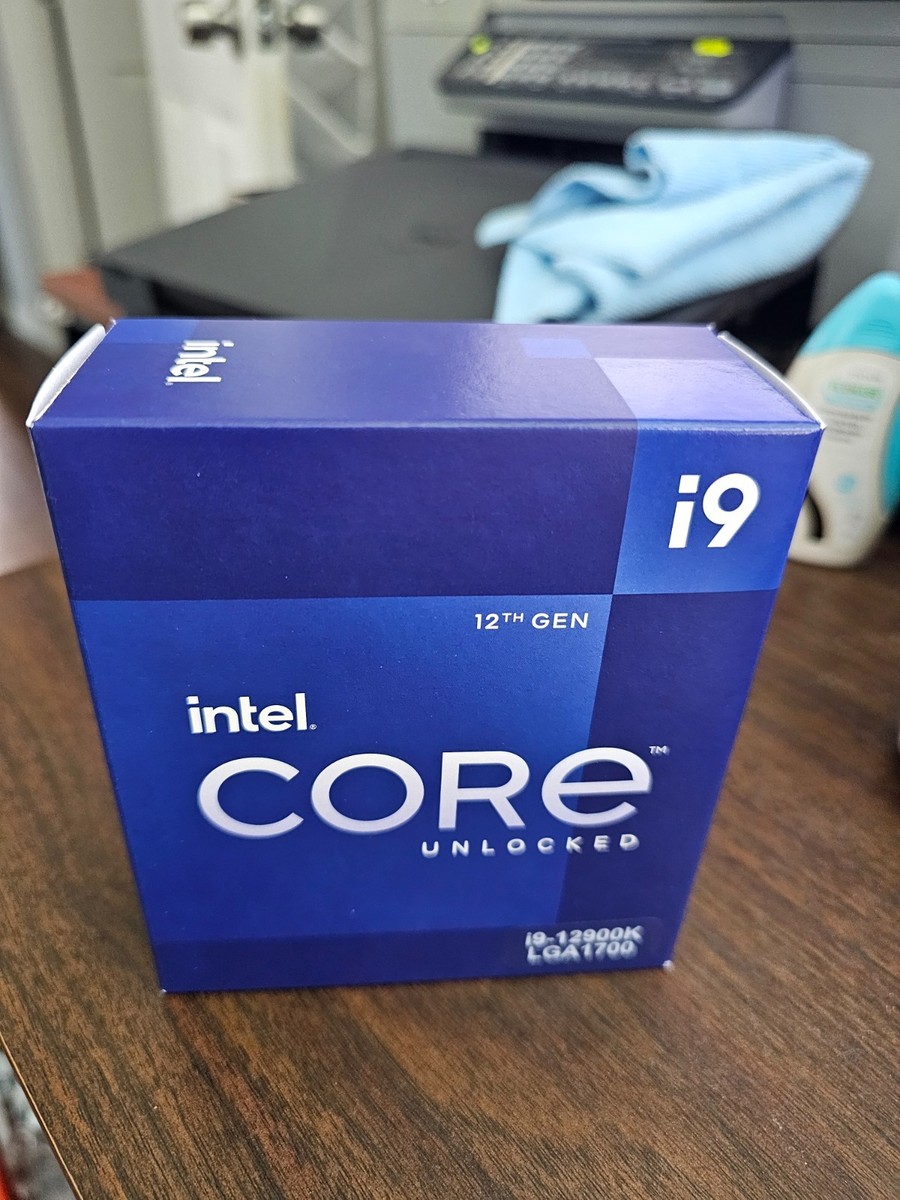 intel
i9
12TH GEN
intel®
CORE™
UNLOCKED
i9-12900K
LGA1700